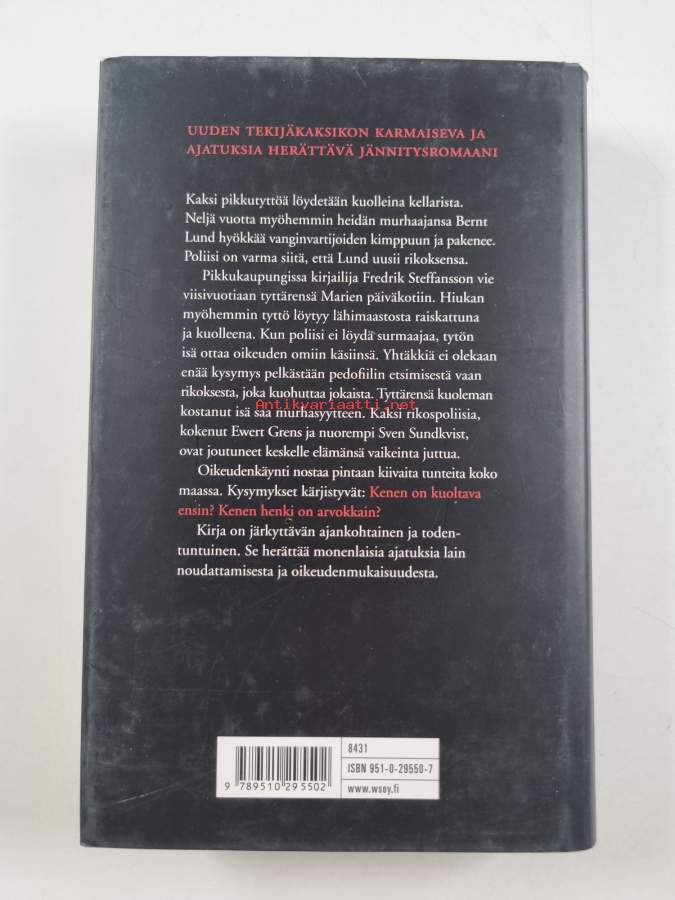 UUDEN TEKIJÄKAKSIKON KARMAISEVA JA
AJATUKSIA HERÄTTÄVÄ JÄNNITYSROMAANI
Kaksi pikkutyttöä löydetään kuolleina kellarista.
Neljä vuotta myöhemmin heidän murhaajansa Bernt
Lund hyökkää vanginvartijoiden kimppuun ja pakenee.
Poliisi on varma siitä, että Lund uusii rikoksensa.
Pikkukaupungissa kirjailija Fredrik Steffansson vie
viisivuotiaan tyttärensä Marien päiväkotiin. Hiukan
myöhemmin tyttö löytyy lähimaastosta raiskattuna
ja kuolleena. Kun poliisi ei löydä surmaajaa, tytön
isä ottaa oikeuden omiin käsiinsä. Yhtäkkiä ei olekaan
enää kysymys pelkästään pedofiilin etsimisestä vaan
rikoksesta, joka kuohuttaa jokaista. Tyttärensä kuoleman
Antikvariaatti.net
kostanut isä saa murhasyytteen. Kaksi rikospoliisia,
kokenut Ewert Grens ja nuorempi Sven Sundkvist,
ovat joutuneet keskelle elämänsä vaikeinta juttua.
Oikeudenkäynti nostaa pintaan kiivaita tunteita koko
maassa. Kysymykset kärjistyvät: Kenen on kuoltava
ensin? Kenen henki on arvokkain?
Kirja on järkyttävän ajankohtainen ja toden-
tuntuinen. Se herättää monenlaisia ajatuksia lain
noudattamisesta ja oikeudenmukaisuudesta.
8431
ISBN 951-0-29550-7
www.wsoy.fi
9 789510 295502